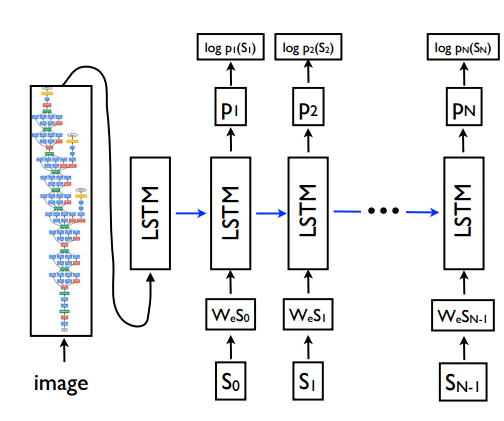 log p1(S1) log p2(S2) log pN(SN)
p1 p2 pN
LSTM LSTM LSTM LSTM
WeS0 WeS1 WeSN-1
image S0 S1 SN-1